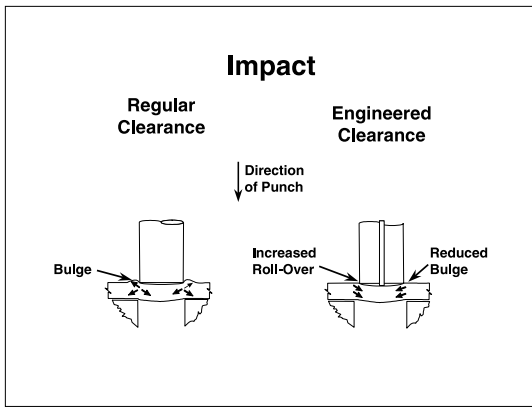 Impact
Regular
Clearance
Engineered
Clearance
Direction
of Punch
Bulge
Increased
Roll-Over
Reduced
Bulge